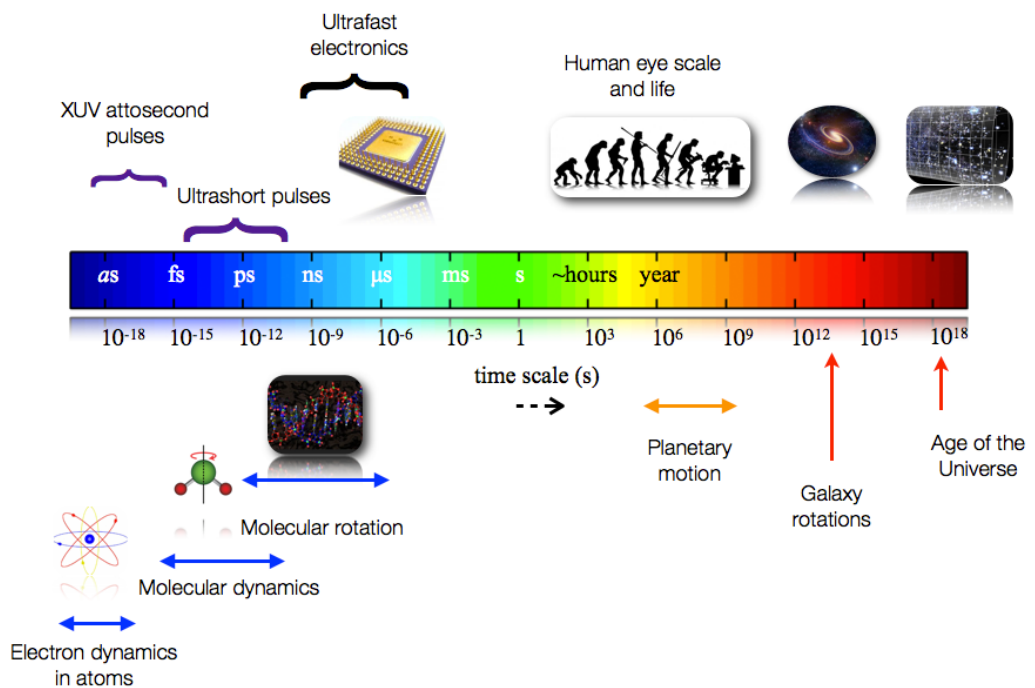 Ultrafast
electronics
Human eye scale
and life
XUV attosecond
pulses
Ultrashort pulses
as fs ps ns μs ms s ~hours year
10-18 10-15 10-12 10-9 10-6 10-3 1 10³ 10⁶ 10⁹ 10¹² 10¹⁵ 10¹⁸
time scale (s)
Planetary
motion
Age of the
Universe
Galaxy
rotations
Molecular rotation
Molecular dynamics
Electron dynamics
in atoms